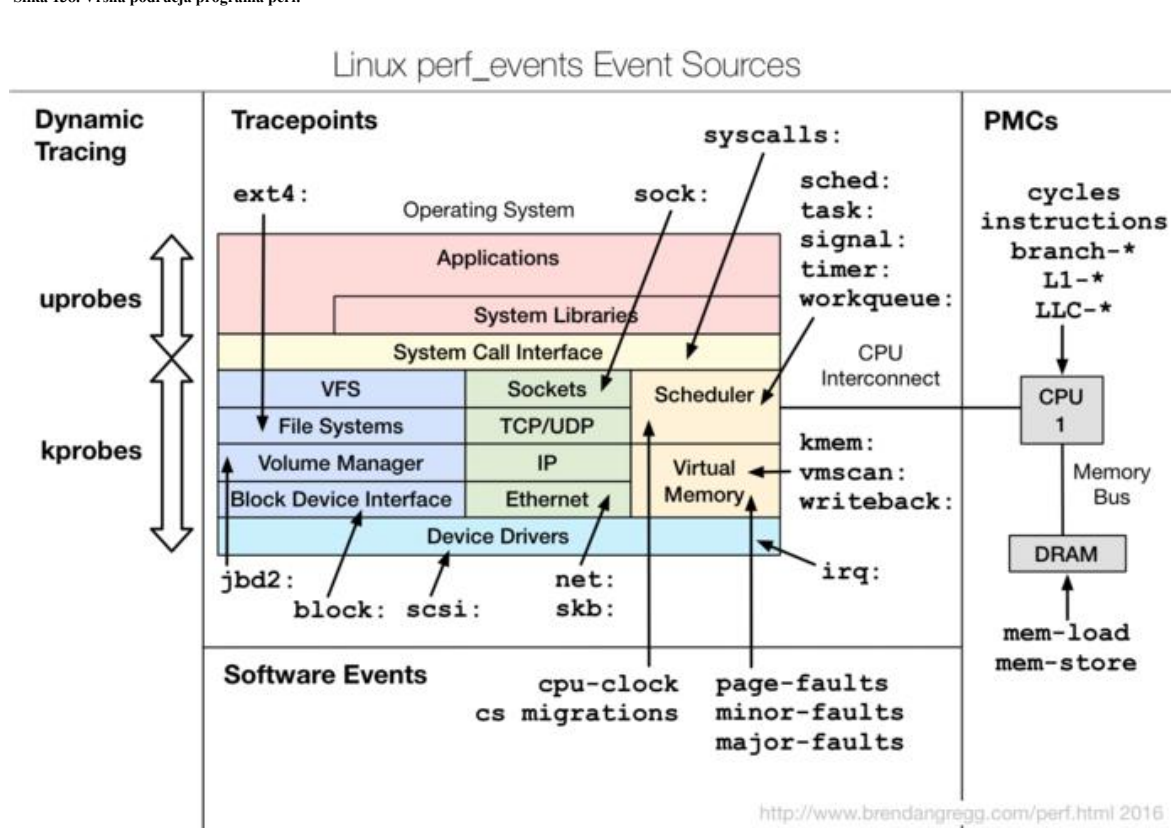 Linux perf_events Event Sources
Dynamic
Tracing
uprobes
kprobes
Tracepoints
syscalls:
ext4:
Operating System
sock:
sched:
task:
signal:
timer:
workqueue:
Applications
System Libraries
System Call Interface
VFS
Sockets
Scheduler
File Systems
TCP/UDP
Volume Manager
IP
Virtual
Memory
Block Device Interface
Ethernet
Device Drivers
CPU
Interconnect
kmem:
vmscan:
writeback:
jbd2:
block:
scsi:
net:
skb:
irq:
Software Events
cpu-clock
cs migrations
page-faults
minor-faults
major-faults
PMCs
cycles
instructions
branch-*
L1-*
LLC-*
CPU
1
Memory
Bus
DRAM
mem-load
mem-store
http://www.brendangregg.com/perf.html 2016